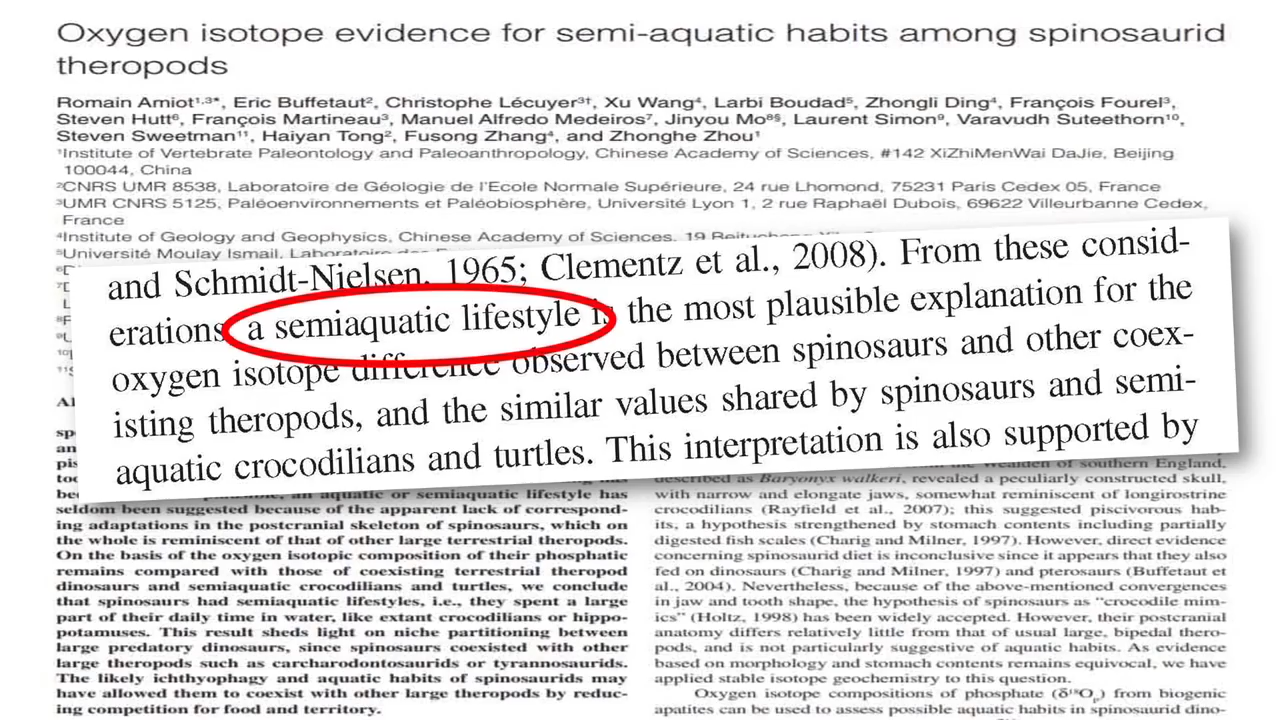 Oxygen isotope evidence for semi-aquatic habits among spinosaurid
theropods
Romain Amiot¹,³*, Eric Buffetaut², Christophe Lécuyer³†, Xu Wang⁴, Larbi Boudad⁵, Zhongli Ding⁴, François Fourel³,
Steven Hutt⁶, François Martineau³, Manuel Alfredo Medeiros⁷, Jinyou Mo⁸§, Laurent Simon⁹, Varavudh Suteethorn¹⁰,
Steven Sweetman¹¹, Haiyan Tong², Fusong Zhang⁴, and Zhonghe Zhou¹
¹Institute of Vertebrate Paleontology and Paleoanthropology, Chinese Academy of Sciences, #142 XiZhiMenWai DaJie, Beijing
100044, China
²CNRS UMR 8538, Laboratoire de Géologie de l'Ecole Normale Supérieure, 24 rue Lhomond, 75231 Paris Cedex 05, France
³UMR CNRS 5125, Paléoenvironnements et Paléobiosphère, Université Lyon 1, 2 rue Raphaël Dubois, 69622 Villeurbanne Cedex,
France
⁴Institute of Geology and Geophysics, Chinese Academy of Sciences, 19
⁵Université Moulay Ismail, Laboratoire des
and Schmidt-Nielsen, 1965; Clementz et al., 2008). From these consid-
erations, a semiaquatic lifestyle is the most plausible explanation for the
oxygen isotope difference observed between spinosaurs and other coex-
isting theropods, and the similar values shared by spinosaurs and semi-
aquatic crocodilians and turtles. This interpretation is also supported by
an aquatic or semiaquatic lifestyle has
seldom been suggested because of the apparent lack of correspond-
ing adaptations in the postcranial skeleton of spinosaurs, which on
the whole is reminiscent of that of other large terrestrial theropods.
On the basis of the oxygen isotopic composition of their phosphatic
remains compared with those of coexisting terrestrial theropod
dinosaurs and semiaquatic crocodilians and turtles, we conclude
that spinosaurs had semiaquatic lifestyles, i.e., they spent a large
part of their daily time in water, like extant crocodilians or hippo-
potamuses. This result sheds light on niche partitioning between
large predatory dinosaurs, since spinosaurs coexisted with other
large theropods such as carcharodontosaurids or tyrannosaurids.
The likely ichthyophagy and aquatic habits of spinosaurids may
have allowed them to coexist with other large theropods by reduc-
ing competition for food and territory.
the Wealden of southern England,
described as Baryonyx walkeri, revealed a peculiarly constructed skull,
with narrow and elongate jaws, somewhat reminiscent of longirostrine
crocodilians (Rayfield et al., 2007); this suggested piscivorous hab-
its, a hypothesis strengthened by stomach contents including partially
digested fish scales (Charig and Milner, 1997). However, direct evidence
concerning spinosaurid diet is inconclusive since it appears that they also
fed on dinosaurs (Charig and Milner, 1997) and pterosaurs (Buffetaut et
al., 2004). Nevertheless, because of the above-mentioned convergences
in jaw and tooth shape, the hypothesis of spinosaurs as "crocodile mim-
ics" (Holtz, 1998) has been widely accepted. However, their postcranial
anatomy differs relatively little from that of usual large, bipedal thero-
pods, and is not particularly suggestive of aquatic habits. As evidence
based on morphology and stomach contents remains equivocal, we have
applied stable isotope geochemistry to this question.
Oxygen isotope compositions of phosphate (δ¹⁸Oₚ) from biogenic
apatites can be used to assess possible aquatic habits in spinosaurid dino-